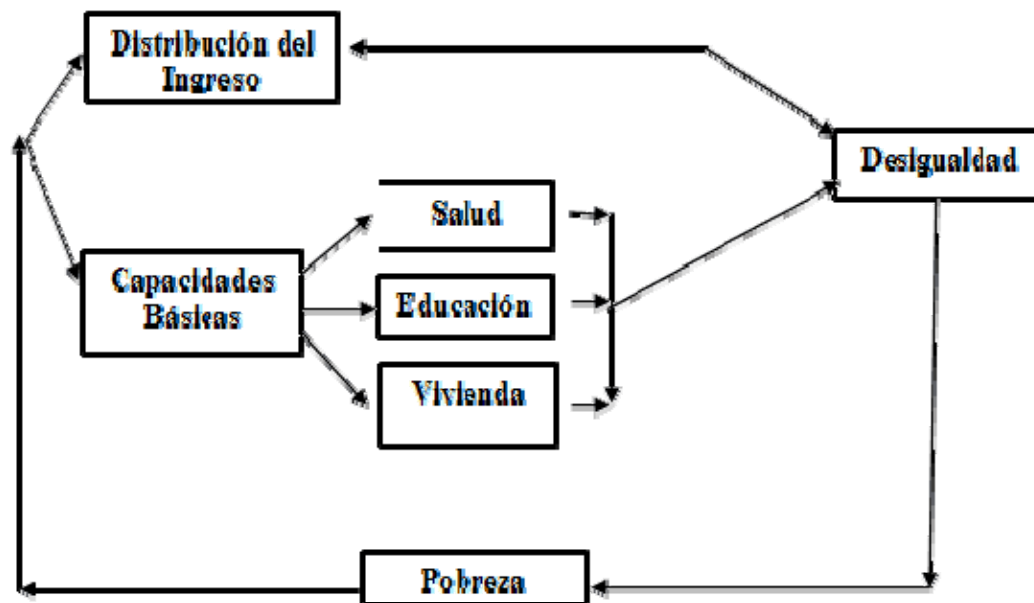 Distribución del
Ingreso
Desigualdad
Salud
Capacidades
Básicas
Educación
Vivienda
Pobreza